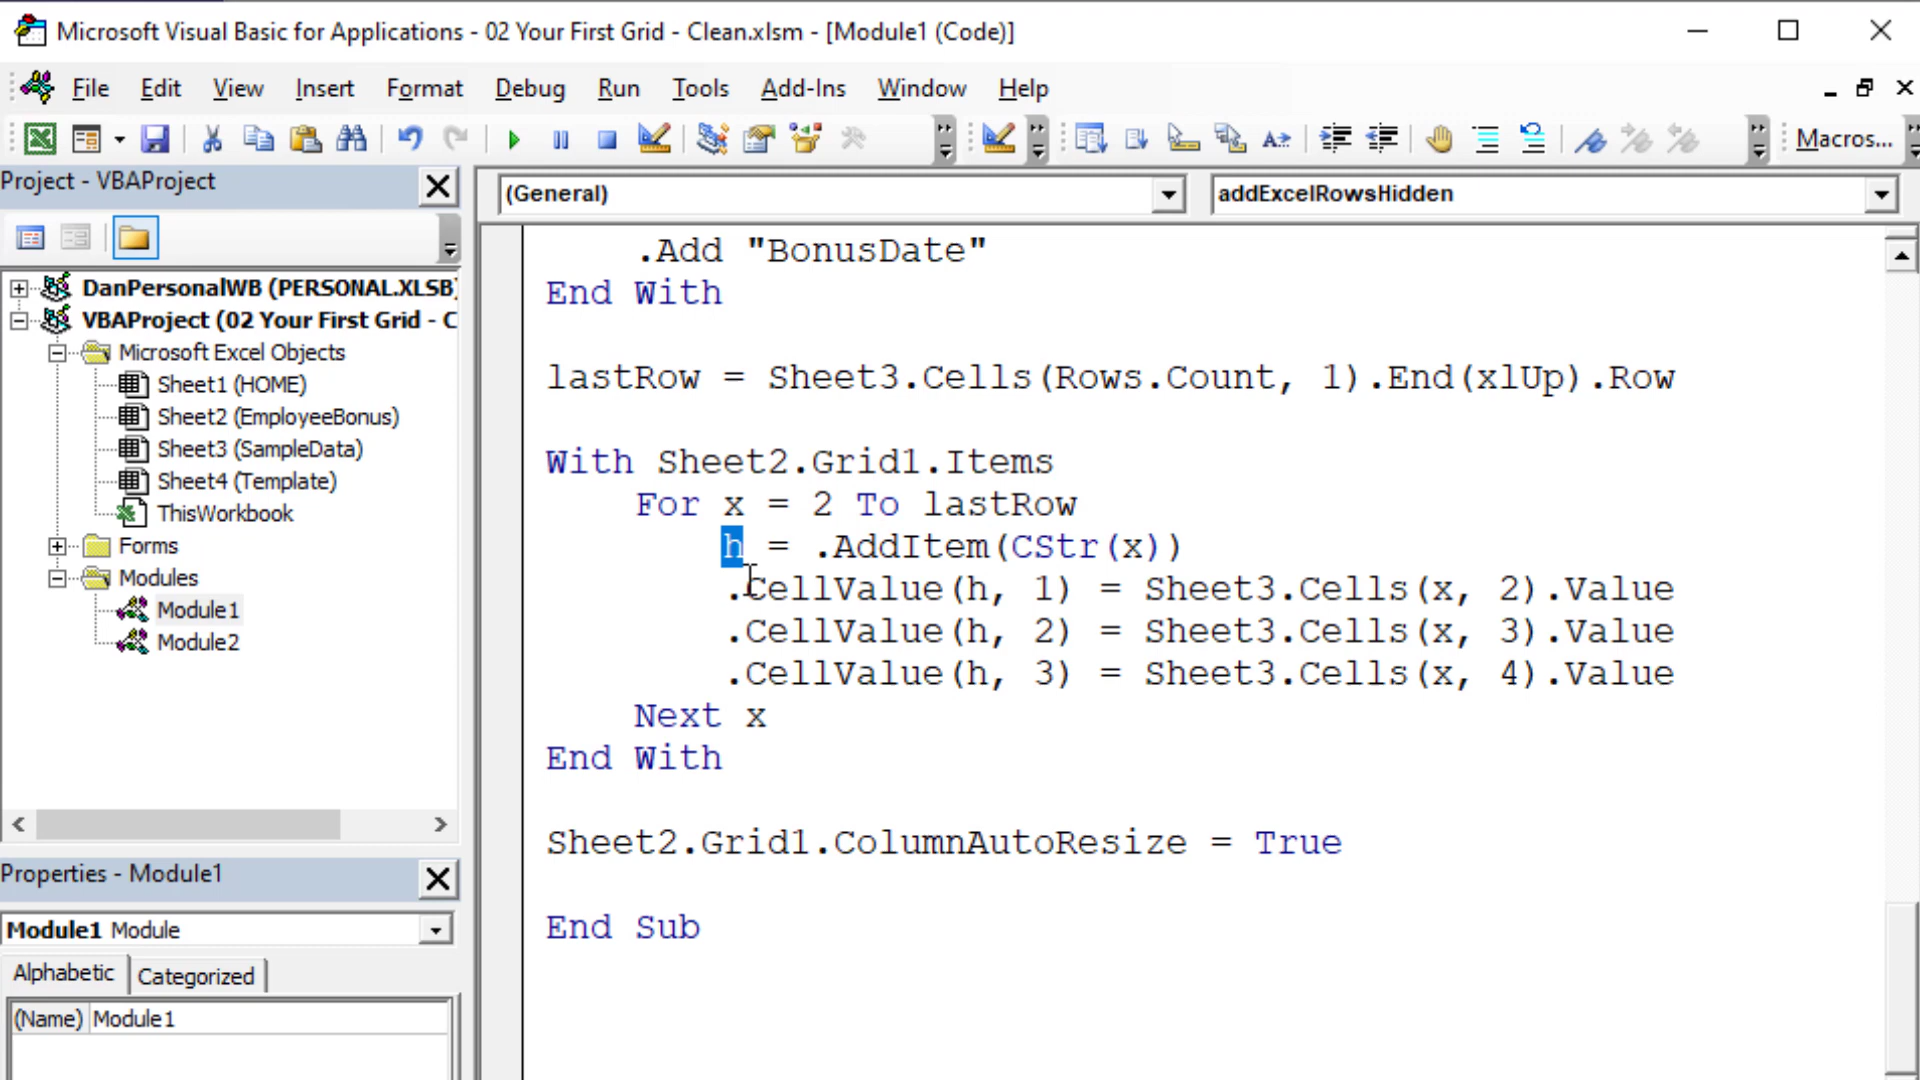 Microsoft Visual Basic for Applications - 02 Your First Grid - Clean.xlsm - [Module1 (Code)]
File Edit View Insert Format Debug Run Tools Add-Ins Window Help
Macros...
Project - VBAProject
(General) addExcelRowsHidden
DanPersonalWB (PERSONAL.XLSB)
VBAProject (02 Your First Grid - C
Microsoft Excel Objects
Sheet1 (HOME)
Sheet2 (EmployeeBonus)
Sheet3 (SampleData)
Sheet4 (Template)
ThisWorkbook
Forms
Modules
Module1
Module2
Properties - Module1
Module1 Module
Alphabetic Categorized
(Name) Module1
.Add "BonusDate"
End With
lastRow = Sheet3.Cells(Rows.Count, 1).End(xlUp).Row
With Sheet2.Grid1.Items
For x = 2 To lastRow
h = .AddItem(CStr(x))
.CellValue(h, 1) = Sheet3.Cells(x, 2).Value
.CellValue(h, 2) = Sheet3.Cells(x, 3).Value
.CellValue(h, 3) = Sheet3.Cells(x, 4).Value
Next x
End With
Sheet2.Grid1.ColumnAutoResize = True
End Sub